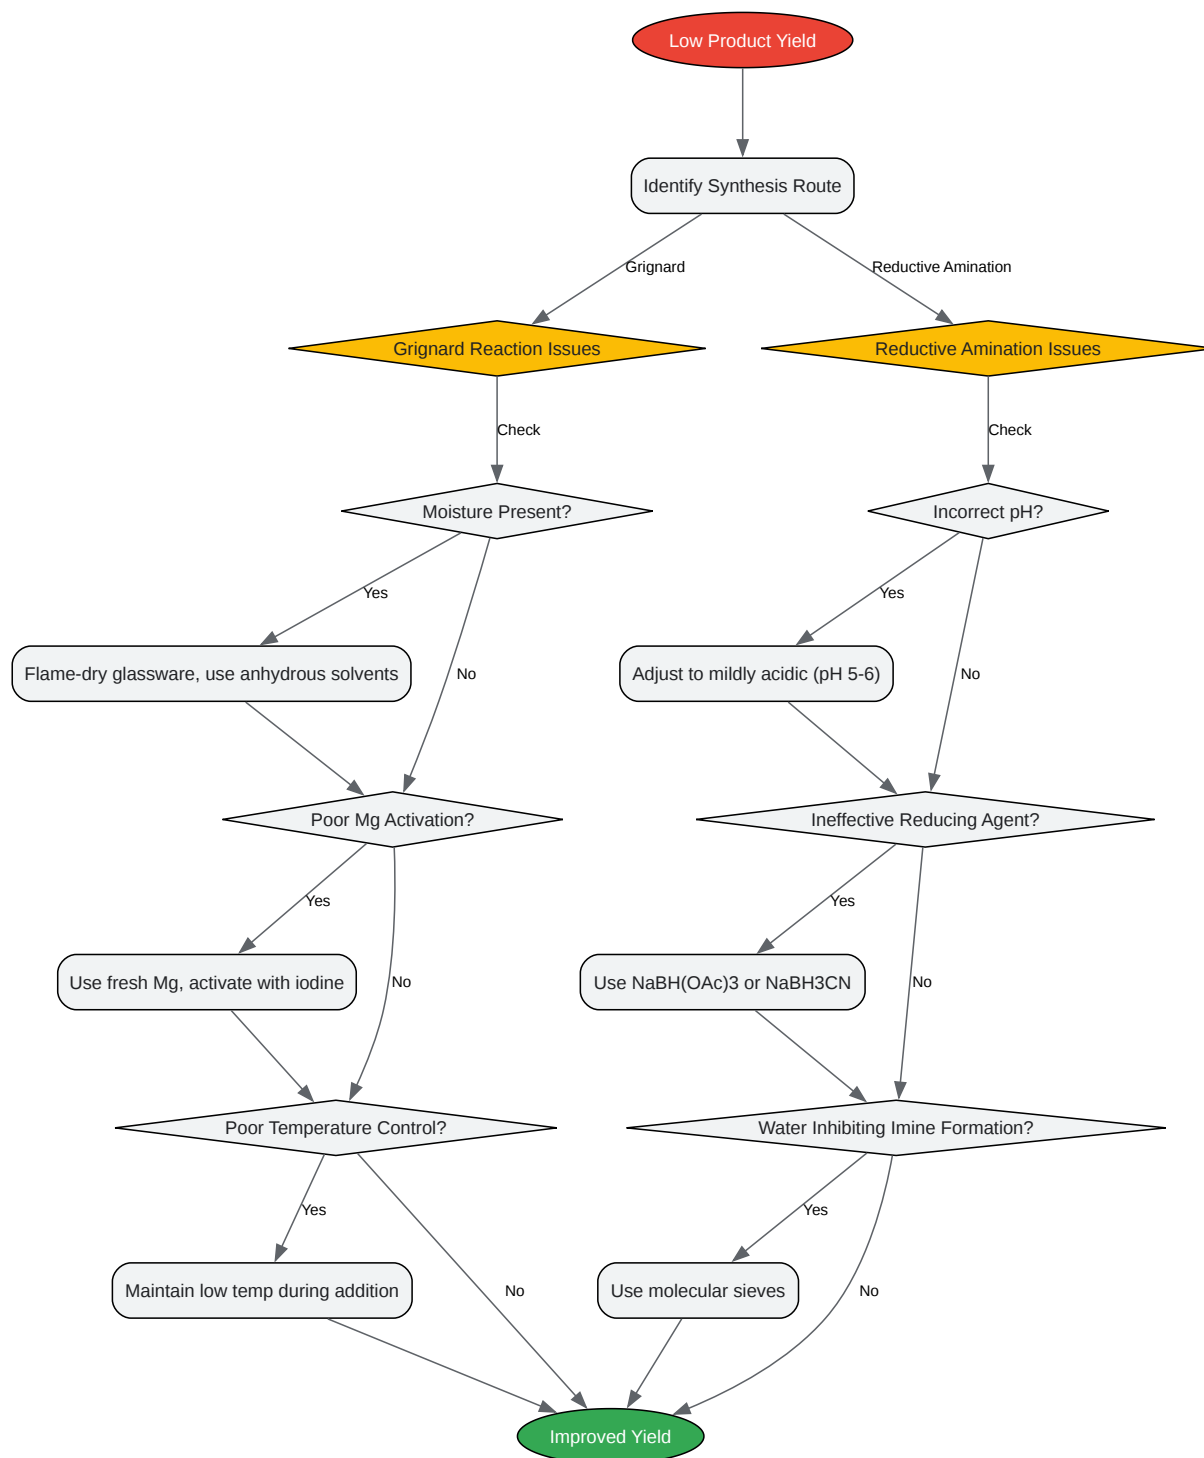 Low Product Yield
Identify Synthesis Route
Grignard
Reductive Amination
Grignard Reaction Issues
Reductive Amination Issues
Check
Check
Moisture Present?
Incorrect pH?
Yes
Yes
Flame-dry glassware, use anhydrous solvents
No
Adjust to mildly acidic (pH 5-6)
No
Poor Mg Activation?
Ineffective Reducing Agent?
Yes
Yes
Use fresh Mg, activate with iodine
No
Use NaBH(OAc)3 or NaBH3CN
No
Poor Temperature Control?
Water Inhibiting Imine Formation?
Yes
Yes
Maintain low temp during addition
No
Use molecular sieves
No
Improved Yield